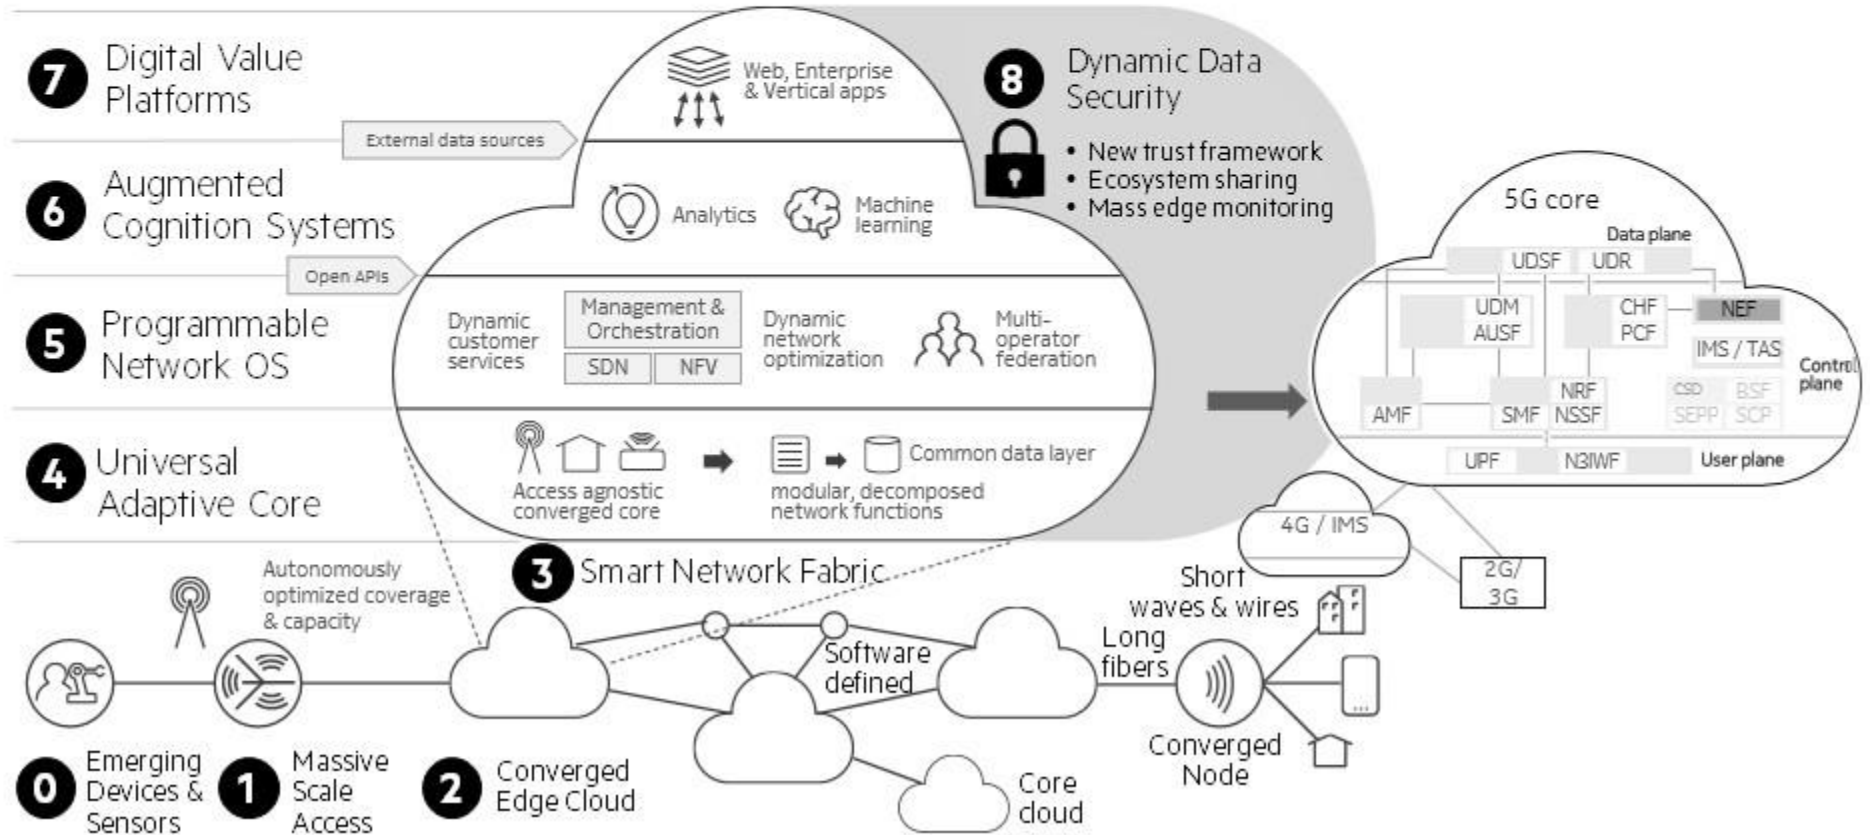 7
Digital Value
Platforms
External data sources
Web, Enterprise
& Vertical apps
8
Dynamic Data
Security
• New trust framework
• Ecosystem sharing
• Mass edge monitoring
6
Augmented
Cognition Systems
Open APIs
Analytics
Machine
learning
5
Programmable
Network OS
Dynamic
customer
services
Management &
Orchestration
SDN
NFV
Dynamic
network
optimization
Multi-
operator
federation
4
Universal
Adaptive Core
Access agnostic
converged core
Common data layer
modular, decomposed
network functions
5G core
Data plane
UDSF
UDR
UDM
AUSF
CHF
PCF
NEF
IMS / TAS
Control
plane
AMF
SMF
NRF
NSSF
CSD
BSF
SEPP
SCP
UPF
N3IWF
User plane
4G / IMS
2G/
3G
3
Smart Network Fabric
Autonomously
optimized coverage
& capacity
Software
defined
Short
waves & wires
Long
fibers
Converged
Node
0
Emerging
Devices &
Sensors
1
Massive
Scale
Access
2
Converged
Edge Cloud
Core
cloud